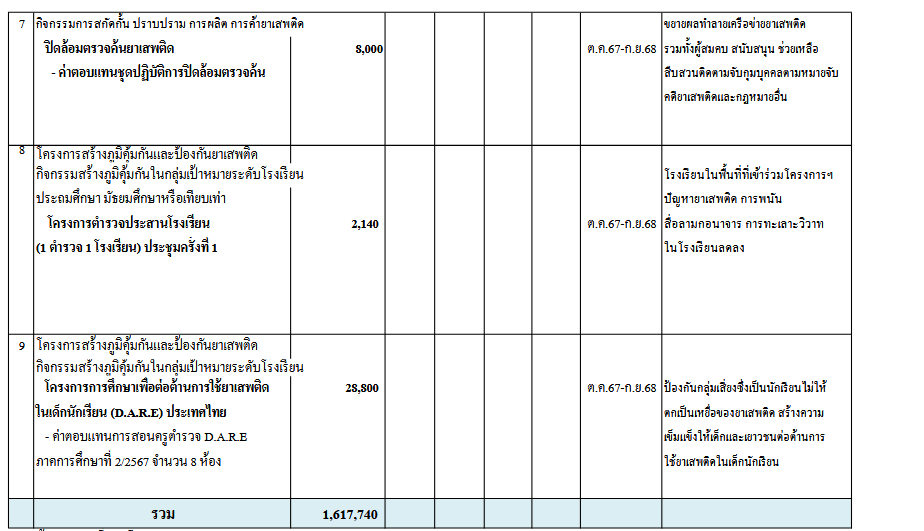 7 กิจกรรมการสกัดกั้น ปราบปราม การผลิต การค้ายาเสพติด ขยายผลทำลายเครือข่ายยาเสพติด
ปิดล้อมตรวจค้นยาเสพติด 8,000 ต.ค.67-ก.ย.68 รวมทั้งผู้สมคบ สนับสนุน ช่วยเหลือ
- ค่าตอบแทนชุดปฏิบัติการปิดล้อมตรวจค้น สืบสวนติดตามจับกุมบุคคลตามหมายจับ
คดียาเสพติดและกฎหมายอื่น
8 โครงการสร้างภูมิคุ้มกันและป้องกันยาเสพติด
กิจกรรมสร้างภูมิคุ้มกันในกลุ่มเป้าหมายระดับโรงเรียน โรงเรียนในพื้นที่ที่เข้าร่วมโครงการฯ
ประถมศึกษา มัธยมศึกษาหรือเทียบเท่า ปัญหายาเสพติด การพนัน
โครงการตำรวจประสานโรงเรียน 2,140 ต.ค.67-ก.ย.68 สื่อลามกอนาจาร การทะเลาะวิวาท
(1 ตำรวจ 1 โรงเรียน) ประชุมครั้งที่ 1 ในโรงเรียนลดลง
9 โครงการสร้างภูมิคุ้มกันและป้องกันยาเสพติด
กิจกรรมสร้างภูมิคุ้มกันในกลุ่มเป้าหมายระดับโรงเรียน
โครงการการศึกษาเพื่อต่อต้านการใช้ยาเสพติด 28,800 ต.ค.67-ก.ย.68 ป้องกันกลุ่มเสี่ยงซึ่งเป็นนักเรียนไม่ให้
ในเด็กนักเรียน (D.A.R.E) ประเทศไทย ตกเป็นเหยื่อของยาเสพติด สร้างความ
- ค่าตอบแทนการสอนครูตำรวจ D.A.R.E เข้มแข็งให้เด็กและเยาวชนต่อต้านการ
ภาคการศึกษาที่ 2/2567 จำนวน 8 ห้อง ใช้ยาเสพติดในเด็กนักเรียน
รวม 1,617,740